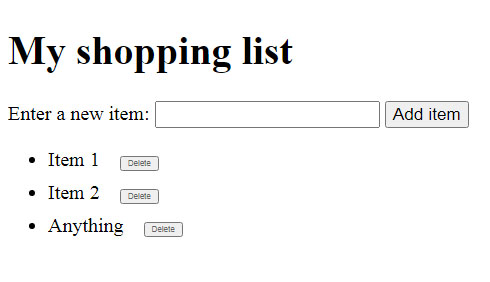 My shopping list
Enter a new item: Add item
Item 1 Delete
Item 2 Delete
Anything Delete